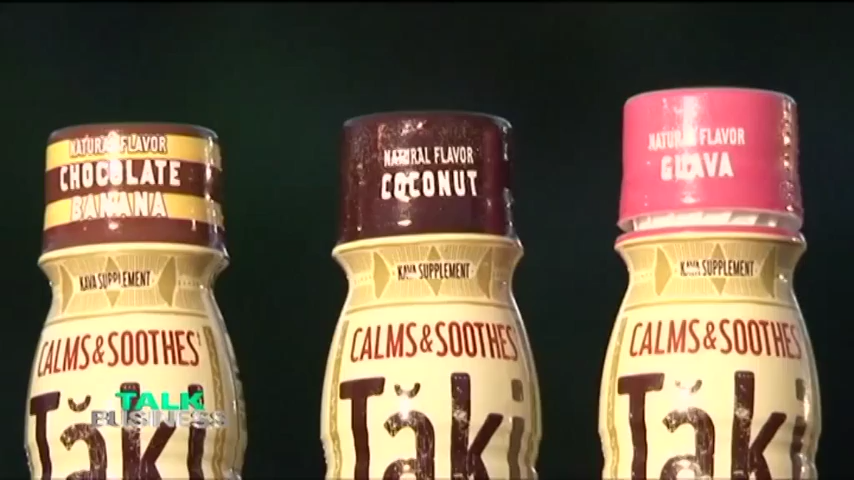 NATURAL FLAVOR
CHOCOLATE
BANANA
KAVA SUPPLEMENT
CALMS & SOOTHES
Tăki
NATURAL FLAVOR
COCONUT
KAVA SUPPLEMENT
CALMS & SOOTHES
Tăki
NATURAL FLAVOR
GUAVA
KAVA SUPPLEMENT
CALMS & SOOTHES
Tăki
TALK
BUSINESS